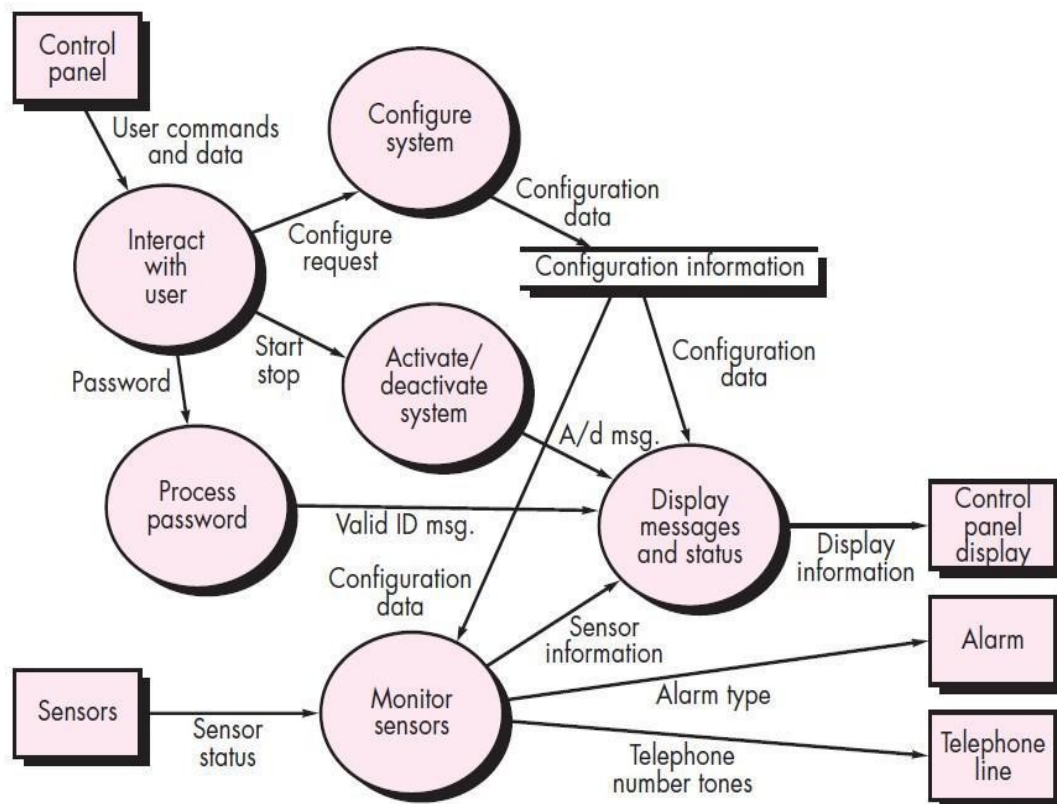 Control
panel
User commands
and data
Configure
system
Configuration
data
Interact
with
user
Configure
request
Configuration information
Start
stop
Activate/
deactivate
system
Configuration
data
Password
A/d msg.
Process
password
Valid ID msg.
Display
messages
and status
Control
panel
display
Display
information
Configuration
data
Sensor
information
Alarm
Sensors
Sensor
status
Monitor
sensors
Alarm type
Telephone
number tones
Telephone
line